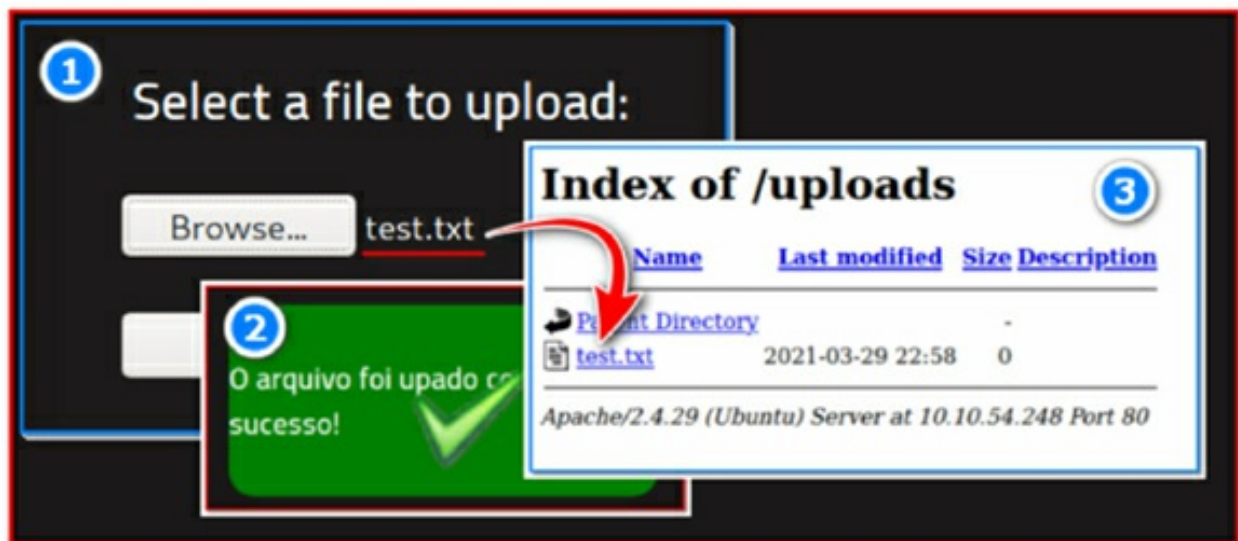 1
Select a file to upload:
Browse... test.txt
2
O arquivo foi upado
sucesso!
3
Index of /uploads
Name Last modified Size Description
Directory -
test.txt 2021-03-29 22:58 0
Apache/2.4.29 (Ubuntu) Server at 10.10.54.248 Port 80